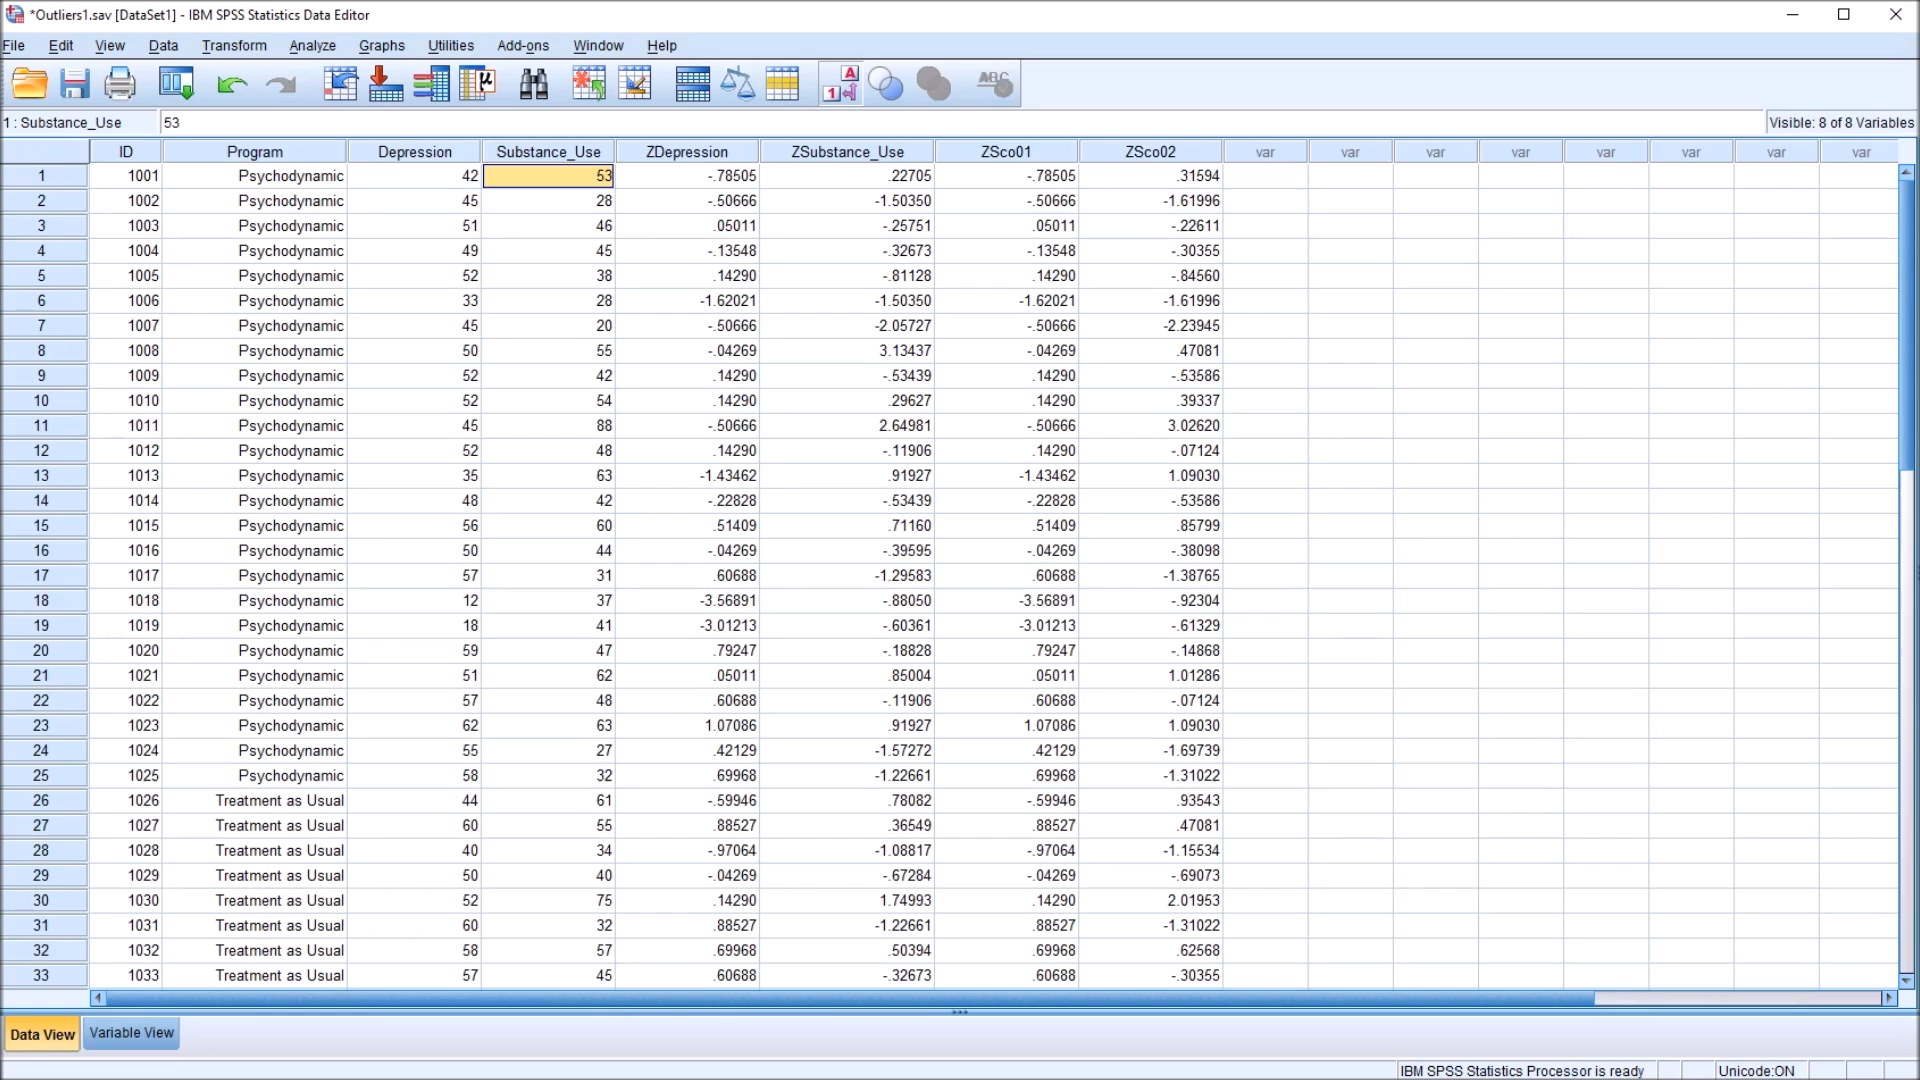 *Outliers1.sav [DataSet1] - IBM SPSS Statistics Data Editor
File Edit View Data Transform Analyze Graphs Utilities Add-ons Window Help
1 : Substance_Use 53 Visible: 8 of 8 Variables
ID Program Depression Substance_Use ZDepression ZSubstance_Use ZSco01 ZSco02 var var var var var var var var
1 1001 Psychodynamic 42 53 -.78505 .22705 -.78505 .31594
2 1002 Psychodynamic 45 28 -.50666 -1.50350 -.50666 -1.61996
3 1003 Psychodynamic 51 46 .05011 -.25751 .05011 -.22611
4 1004 Psychodynamic 49 45 -.13548 -.32673 -.13548 -.30355
5 1005 Psychodynamic 52 38 .14290 -.81128 .14290 -.84560
6 1006 Psychodynamic 33 28 -1.62021 -1.50350 -1.62021 -1.61996
7 1007 Psychodynamic 45 20 -.50666 -2.05727 -.50666 -2.23945
8 1008 Psychodynamic 50 55 -.04269 3.13437 -.04269 .47081
9 1009 Psychodynamic 52 42 .14290 -.53439 .14290 -.53586
10 1010 Psychodynamic 52 54 .14290 .29627 .14290 .39337
11 1011 Psychodynamic 45 88 -.50666 2.64981 -.50666 3.02620
12 1012 Psychodynamic 52 48 .14290 -.11906 .14290 -.07124
13 1013 Psychodynamic 35 63 -1.43462 .91927 -1.43462 1.09030
14 1014 Psychodynamic 48 42 -.22828 -.53439 -.22828 -.53586
15 1015 Psychodynamic 56 60 .51409 .71160 .51409 .85799
16 1016 Psychodynamic 50 44 -.04269 -.39595 -.04269 -.38098
17 1017 Psychodynamic 57 31 .60688 -1.29583 .60688 -1.38765
18 1018 Psychodynamic 12 37 -3.56891 -.88050 -3.56891 -.92304
19 1019 Psychodynamic 18 41 -3.01213 -.60361 -3.01213 -.61329
20 1020 Psychodynamic 59 47 .79247 -.18828 .79247 -.14868
21 1021 Psychodynamic 51 62 .05011 .85004 .05011 1.01286
22 1022 Psychodynamic 57 48 .60688 -.11906 .60688 -.07124
23 1023 Psychodynamic 62 63 1.07086 .91927 1.07086 1.09030
24 1024 Psychodynamic 55 27 .42129 -1.57272 .42129 -1.69739
25 1025 Psychodynamic 58 32 .69968 -1.22661 .69968 -1.31022
26 1026 Treatment as Usual 44 61 -.59946 .78082 -.59946 .93543
27 1027 Treatment as Usual 60 55 .88527 .36549 .88527 .47081
28 1028 Treatment as Usual 40 34 -.97064 -1.08817 -.97064 -1.15534
29 1029 Treatment as Usual 50 40 -.04269 -.67284 -.04269 -.69073
30 1030 Treatment as Usual 52 75 .14290 1.74993 .14290 2.01953
31 1031 Treatment as Usual 60 32 .88527 -1.22661 .88527 -1.31022
32 1032 Treatment as Usual 58 57 .69968 .50394 .69968 .62568
33 1033 Treatment as Usual 57 45 .60688 -.32673 .60688 -.30355
Data View Variable View
IBM SPSS Statistics Processor is ready Unicode:ON